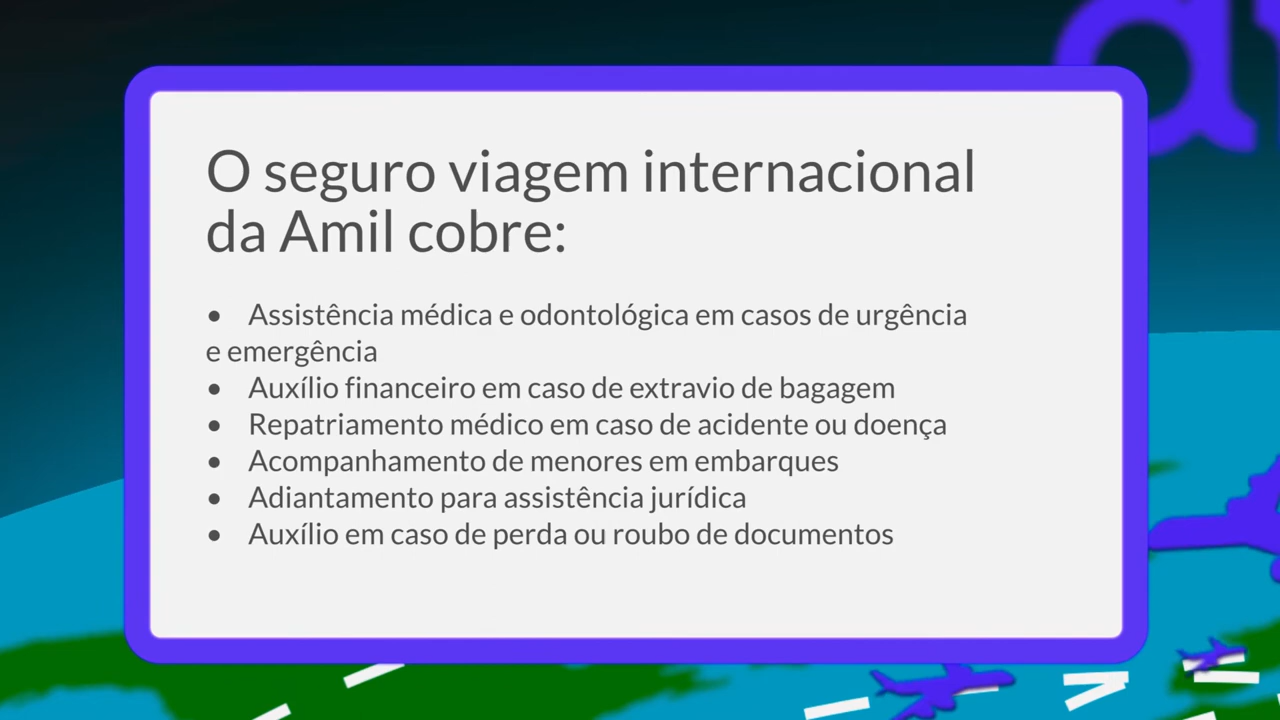 O seguro viagem internacional
da Amil cobre:
• Assistência médica e odontológica em casos de urgência
e emergência
• Auxílio financeiro em caso de extravio de bagagem
• Repatriamento médico em caso de acidente ou doença
• Acompanhamento de menores em embarques
• Adiantamento para assistência jurídica
• Auxílio em caso de perda ou roubo de documentos